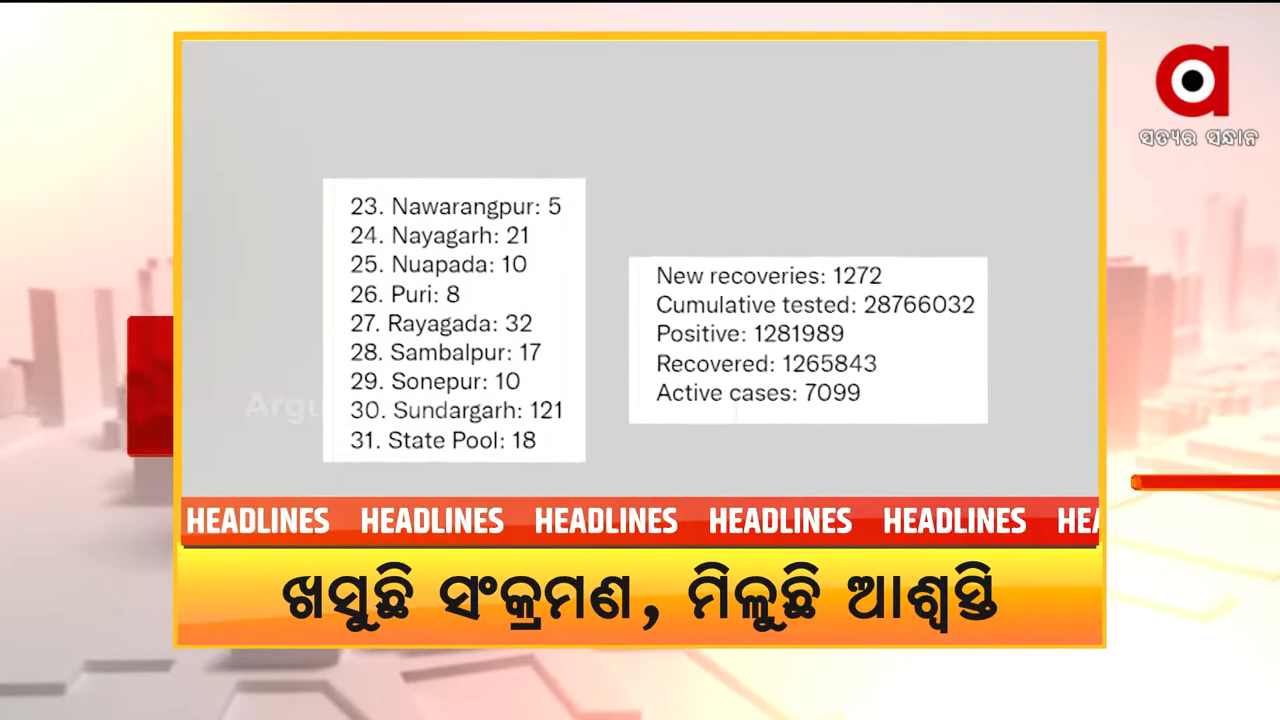 ସତ୍ୟର ସନ୍ଧାନ
23. Nawarangpur: 5
24. Nayagarh: 21
25. Nuapada: 10
26. Puri: 8
27. Rayagada: 32
28. Sambalpur: 17
29. Sonepur: 10
30. Sundargarh: 121
31. State Pool: 18
New recoveries: 1272
Cumulative tested: 28766032
Positive: 1281989
Recovered: 1265843
Active cases: 7099
HEADLINES HEADLINES HEADLINES HEADLINES HEADLINES HEA
ଖସୁଛି ସଂକ୍ରମଣ, ମିଳୁଛି ଆଶ୍ୱସ୍ତି